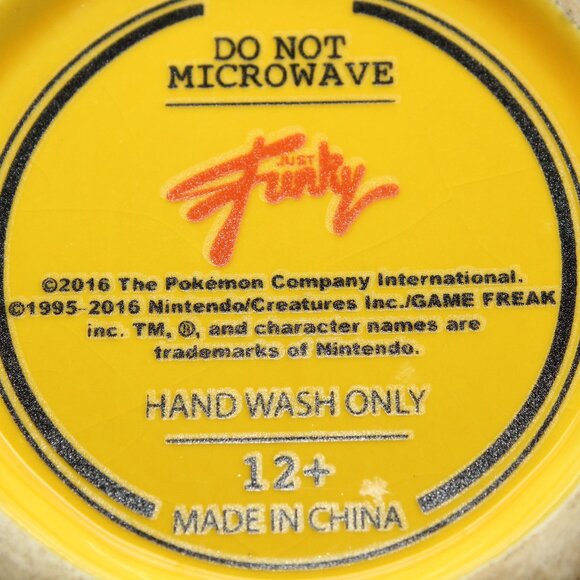 DO NOT
MICROWAVE
JUST
Funky
©2016 The Pokémon Company International.
©1995-2016 Nintendo/Creatures Inc./GAME FREAK
inc. TM, ®, and character names are
trademarks of Nintendo.
HAND WASH ONLY
12+
MADE IN CHINA